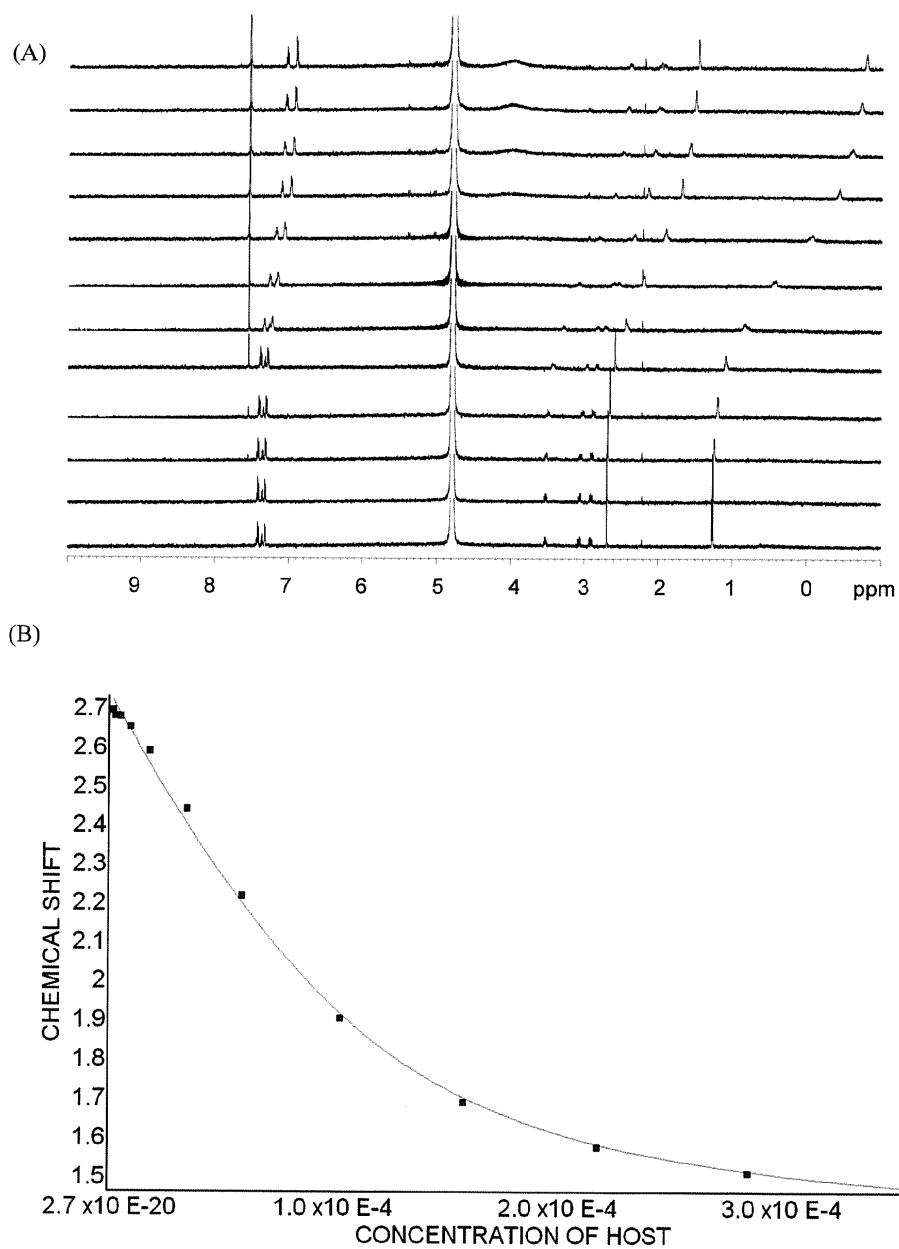 (A)
9 8 7 6 5 4 3 2 1 0 ppm
(B)
CHEMICAL SHIFT
2.7
2.6
2.5
2.4
2.3
2.2
2.1
2
1.9
1.8
1.7
1.6
1.5
2.7 x10 E-20 1.0 x10 E-4 2.0 x10 E-4 3.0 x10 E-4
CONCENTRATION OF HOST